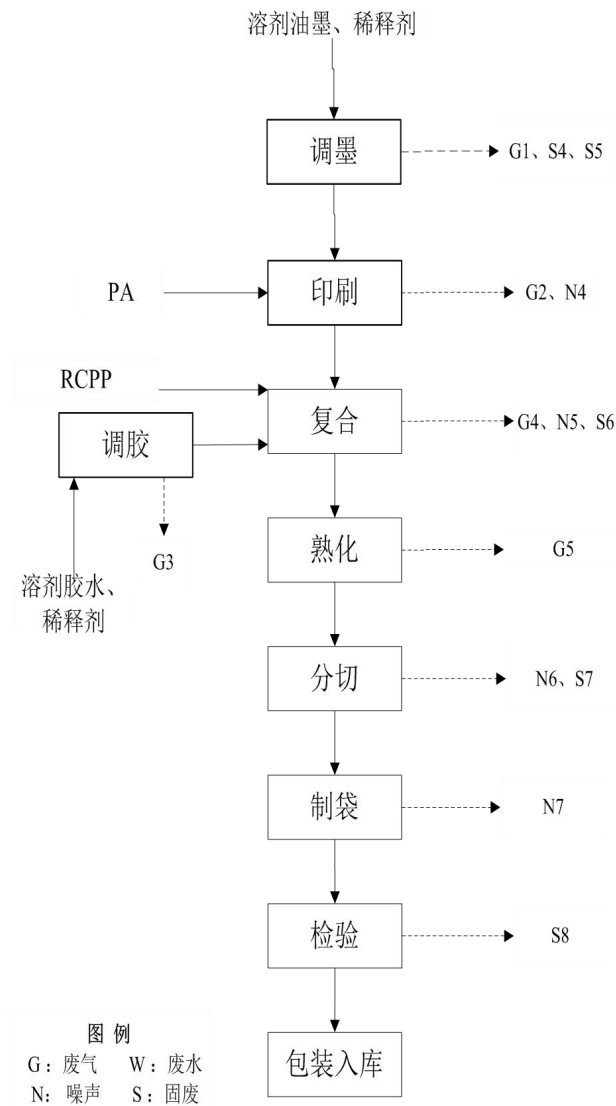 溶剂油墨、稀释剂
调墨
G1、S4、S5
PA
印刷
G2、N4
RCPP
复合
G4、N5、S6
调胶
G3
溶剂胶水、
稀释剂
熟化
G5
分切
N6、S7
制袋
N7
检验
S8
包装入库
图 例
G：废气 W：废水
N：噪声 S：固废